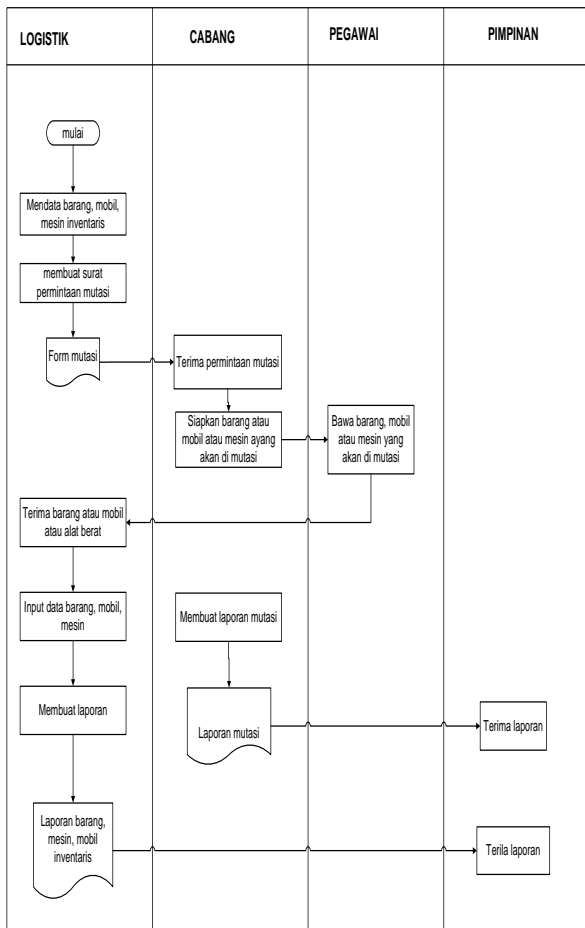 LOGISTIK
CABANG
PEGAWAI
PIMPINAN
mulai
Mendata barang, mobil,
mesin inventaris
membuat surat
permintaan mutasi
Form mutasi
Terima permintaan mutasi
Siapkan barang atau
mobil atau mesin ayang
akan di mutasi
Bawa barang, mobil
atau mesin yang
akan di mutasi
Terima barang atau mobil
atau alat berat
Input data barang, mobil,
mesin
Membuat laporan mutasi
Membuat laporan
Laporan mutasi
Terima laporan
Laporan barang,
mesin, mobil
inventaris
Terila laporan